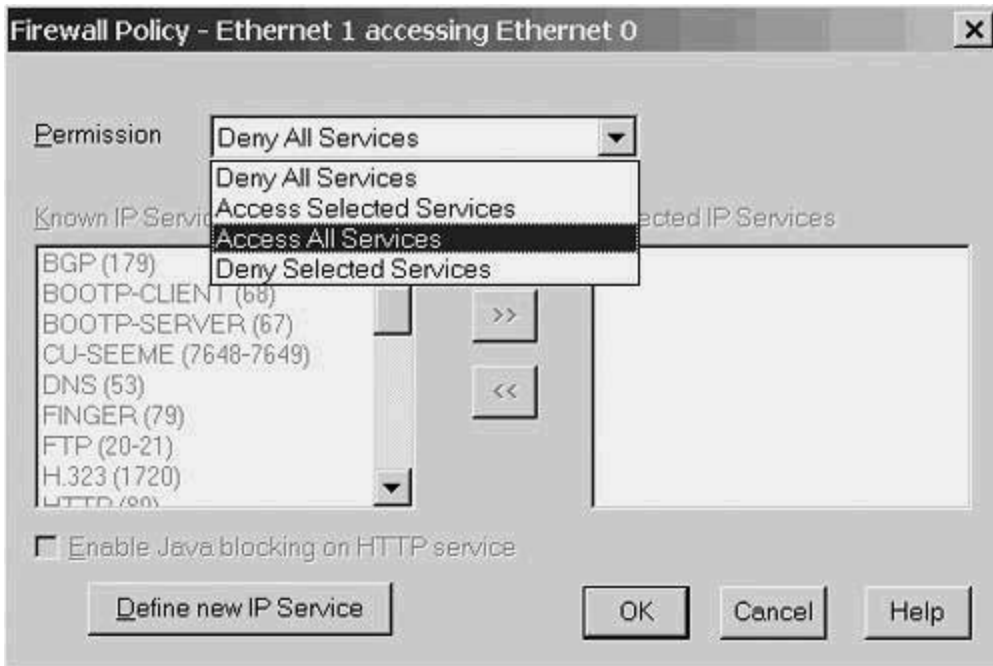 Firewall Policy - Ethernet 1 accessing Ethernet 0
Permission
Deny All Services
Deny All Services
Access Selected Services
Access All Services
Deny Selected Services
Known IP Servic
ected IP Services
BGP (179)
BOOTP-CLIENT (68)
BOOTP-SERVER (67)
CU-SEEME (7648-7649)
DNS (53)
FINGER (79)
FTP (20-21)
H.323 (1720)
HTTP (80)
>>
<<
Enable Java blocking on HTTP service
Define new IP Service
OK
Cancel
Help